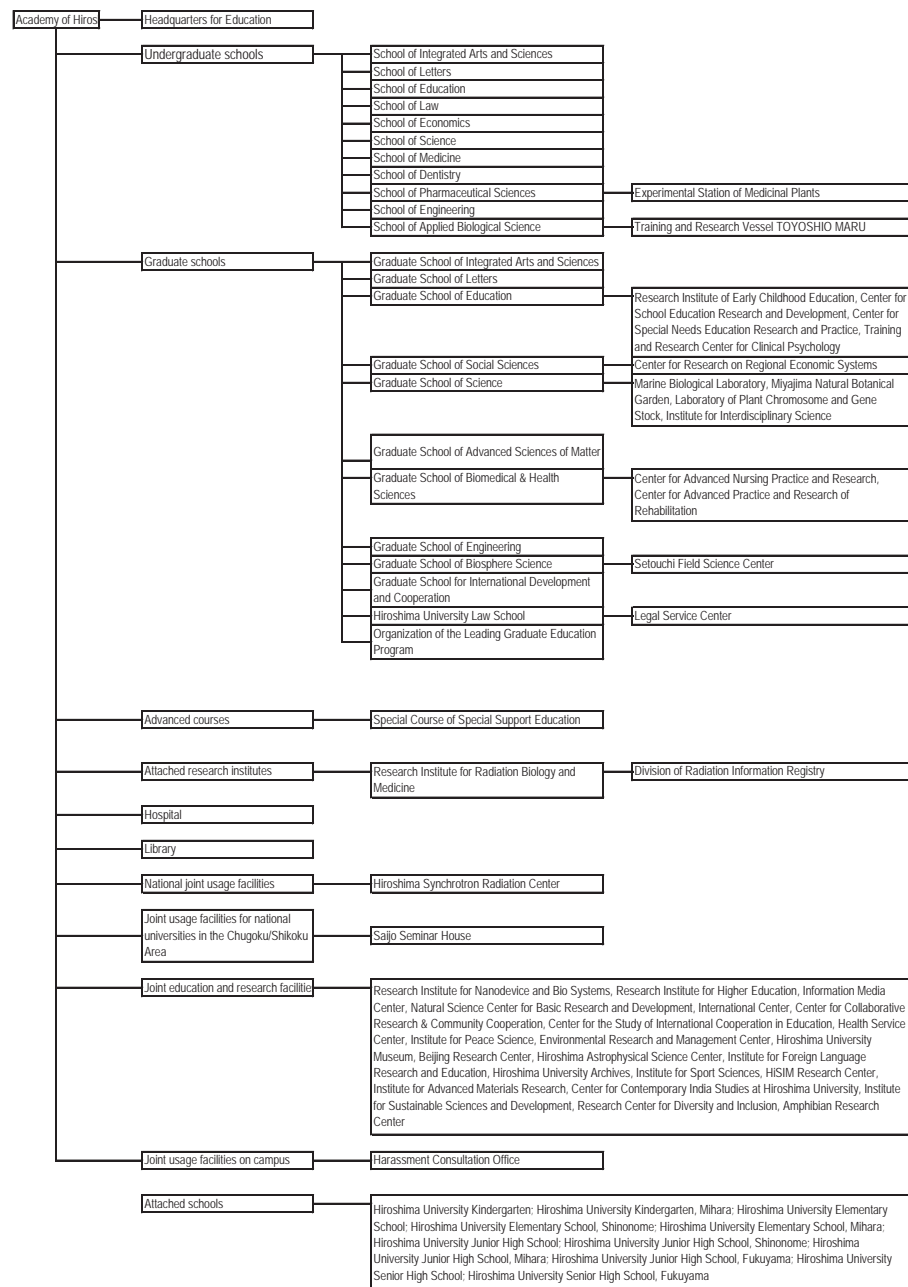 Academy of Hiros
Headquarters for Education
Undergraduate schools
School of Integrated Arts and Sciences
School of Letters
School of Education
School of Law
School of Economics
School of Science
School of Medicine
School of Dentistry
School of Pharmaceutical Sciences
Experimental Station of Medicinal Plants
School of Engineering
School of Applied Biological Science
Training and Research Vessel TOYOSHIO MARU
Graduate schools
Graduate School of Integrated Arts and Sciences
Graduate School of Letters
Graduate School of Education
Research Institute of Early Childhood Education, Center for
School Education Research and Development, Center for
Special Needs Education Research and Practice, Training
and Research Center for Clinical Psychology
Graduate School of Social Sciences
Center for Research on Regional Economic Systems
Graduate School of Science
Marine Biological Laboratory, Miyajima Natural Botanical
Garden, Laboratory of Plant Chromosome and Gene
Stock, Institute for Interdisciplinary Science
Graduate School of Advanced Sciences of Matter
Graduate School of Biomedical & Health
Sciences
Center for Advanced Nursing Practice and Research,
Center for Advanced Practice and Research of
Rehabilitation
Graduate School of Engineering
Graduate School of Biosphere Science
Setouchi Field Science Center
Graduate School for International Development
and Cooperation
Hiroshima University Law School
Legal Service Center
Organization of the Leading Graduate Education
Program
Advanced courses
Special Course of Special Support Education
Attached research institutes
Research Institute for Radiation Biology and
Medicine
Division of Radiation Information Registry
Hospital
Library
National joint usage facilities
Hiroshima Synchrotron Radiation Center
Joint usage facilities for national
universities in the Chugoku/Shikoku
Area
Saijo Seminar House
Joint education and research facilities
Research Institute for Nanodevice and Bio Systems, Research Institute for Higher Education, Information Media
Center, Natural Science Center for Basic Research and Development, International Center, Center for Collaborative
Research & Community Cooperation, Center for the Study of International Cooperation in Education, Health Service
Center, Institute for Peace Science, Environmental Research and Management Center, Hiroshima University
Museum, Beijing Research Center, Hiroshima Astrophysical Science Center, Institute for Foreign Language
Research and Education, Hiroshima University Archives, Institute for Sport Sciences, HiSIM Research Center,
Institute for Advanced Materials Research, Center for Contemporary India Studies at Hiroshima University, Institute
for Sustainable Sciences and Development, Research Center for Diversity and Inclusion, Amphibian Research
Center
Joint usage facilities on campus
Harassment Consultation Office
Attached schools
Hiroshima University Kindergarten; Hiroshima University Kindergarten, Mihara; Hiroshima University Elementary
School; Hiroshima University Elementary School, Shinonome; Hiroshima University Elementary School, Mihara;
Hiroshima University Junior High School; Hiroshima University Junior High School, Shinonome; Hiroshima
University Junior High School, Mihara; Hiroshima University Junior High School, Fukuyama; Hiroshima University
Senior High School; Hiroshima University Senior High School, Fukuyama